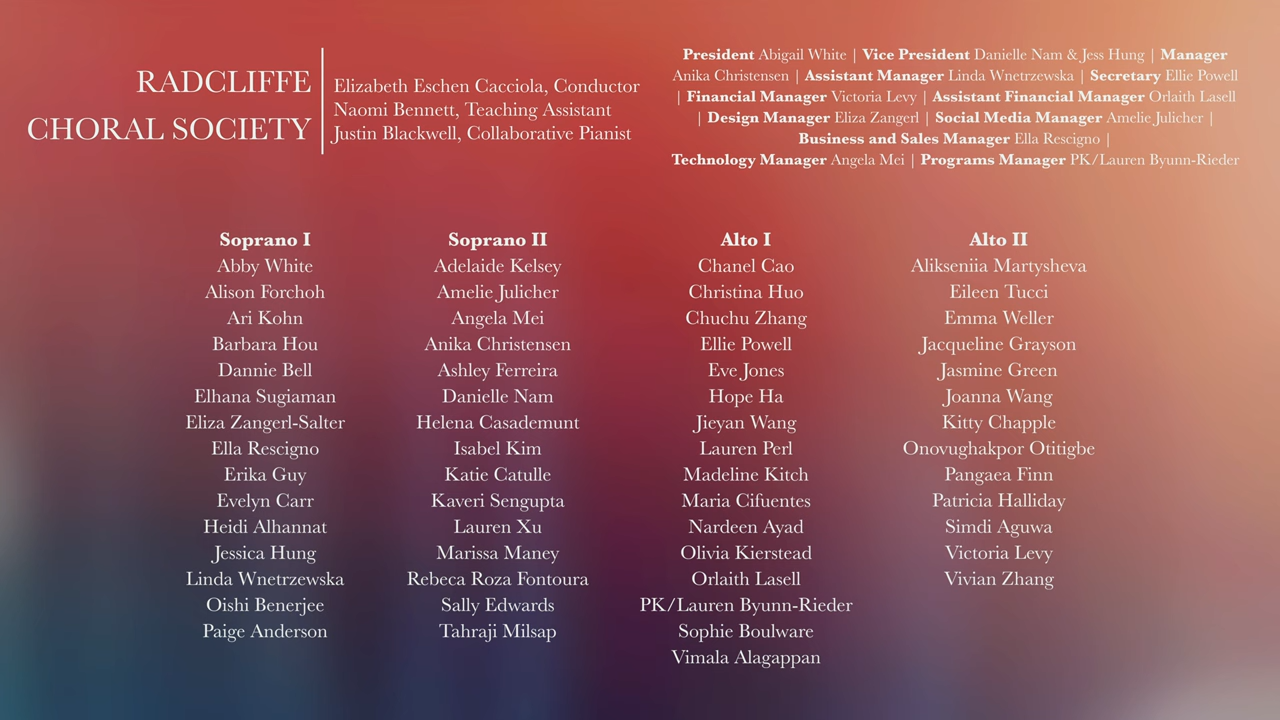 RADCLIFFE
CHORAL SOCIETY
Elizabeth Eschen Cacciola, Conductor
Naomi Bennett, Teaching Assistant
Justin Blackwell, Collaborative Pianist
President Abigail White | Vice President Danielle Nam & Jess Hung | Manager
Anika Christensen | Assistant Manager Linda Wnetrzewska | Secretary Ellie Powell
| Financial Manager Victoria Levy | Assistant Financial Manager Orlaith Lasell
| Design Manager Eliza Zangerl | Social Media Manager Amelie Julicher |
Business and Sales Manager Ella Rescigno |
Technology Manager Angela Mei | Programs Manager PK/Lauren Byunn-Rieder
Soprano I
Abby White
Alison Forchoh
Ari Kohn
Barbara Hou
Dannie Bell
Elhana Sugiaman
Eliza Zangerl-Salter
Ella Rescigno
Erika Guy
Evelyn Carr
Heidi Alhannat
Jessica Hung
Linda Wnetrzewska
Oishi Benerjee
Paige Anderson
Soprano II
Adelaide Kelsey
Amelie Julicher
Angela Mei
Anika Christensen
Ashley Ferreira
Danielle Nam
Helena Casademunt
Isabel Kim
Katie Catulle
Kaveri Sengupta
Lauren Xu
Marissa Maney
Rebeca Roza Fontoura
Sally Edwards
Tahraji Milsap
Alto I
Chanel Cao
Christina Huo
Chuchu Zhang
Ellie Powell
Eve Jones
Hope Ha
Jieyan Wang
Lauren Perl
Madeline Kitch
Maria Cifuentes
Nardeen Ayad
Olivia Kierstead
Orlaith Lasell
PK/Lauren Byunn-Rieder
Sophie Boulware
Vimala Alagappan
Alto II
Alikseniia Martysheva
Eileen Tucci
Emma Weller
Jacqueline Grayson
Jasmine Green
Joanna Wang
Kitty Chapple
Onovughakpor Otitigbe
Pangaea Finn
Patricia Halliday
Simdi Aguwa
Victoria Levy
Vivian Zhang